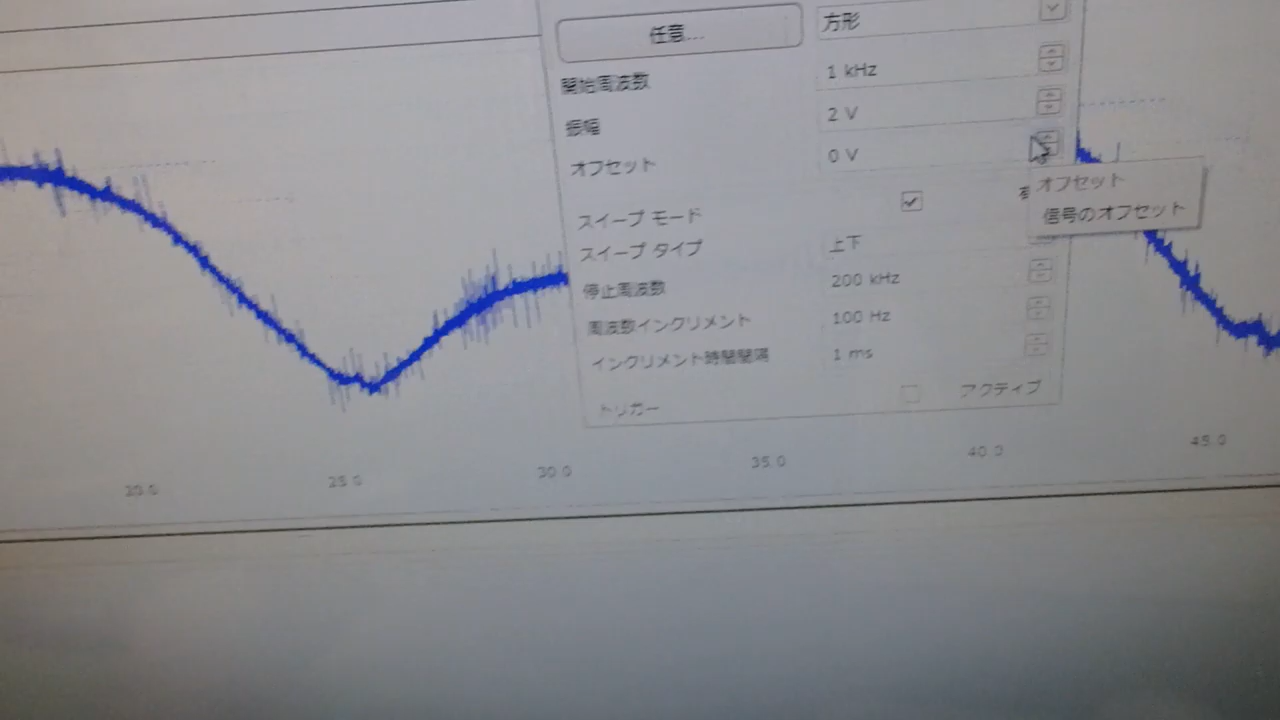 任意...
方形
開始周波数
1 kHz
振幅
2 V
オフセット
0 V
オフセット
信号のオフセット
スイープ モード
スイープ タイプ
上下
停止周波数
200 kHz
周波数インクリメント
100 Hz
インクリメント時間間隔
1 ms
トリガー
アクティブ
20.0
25.0
30.0
35.0
40.0
45.0